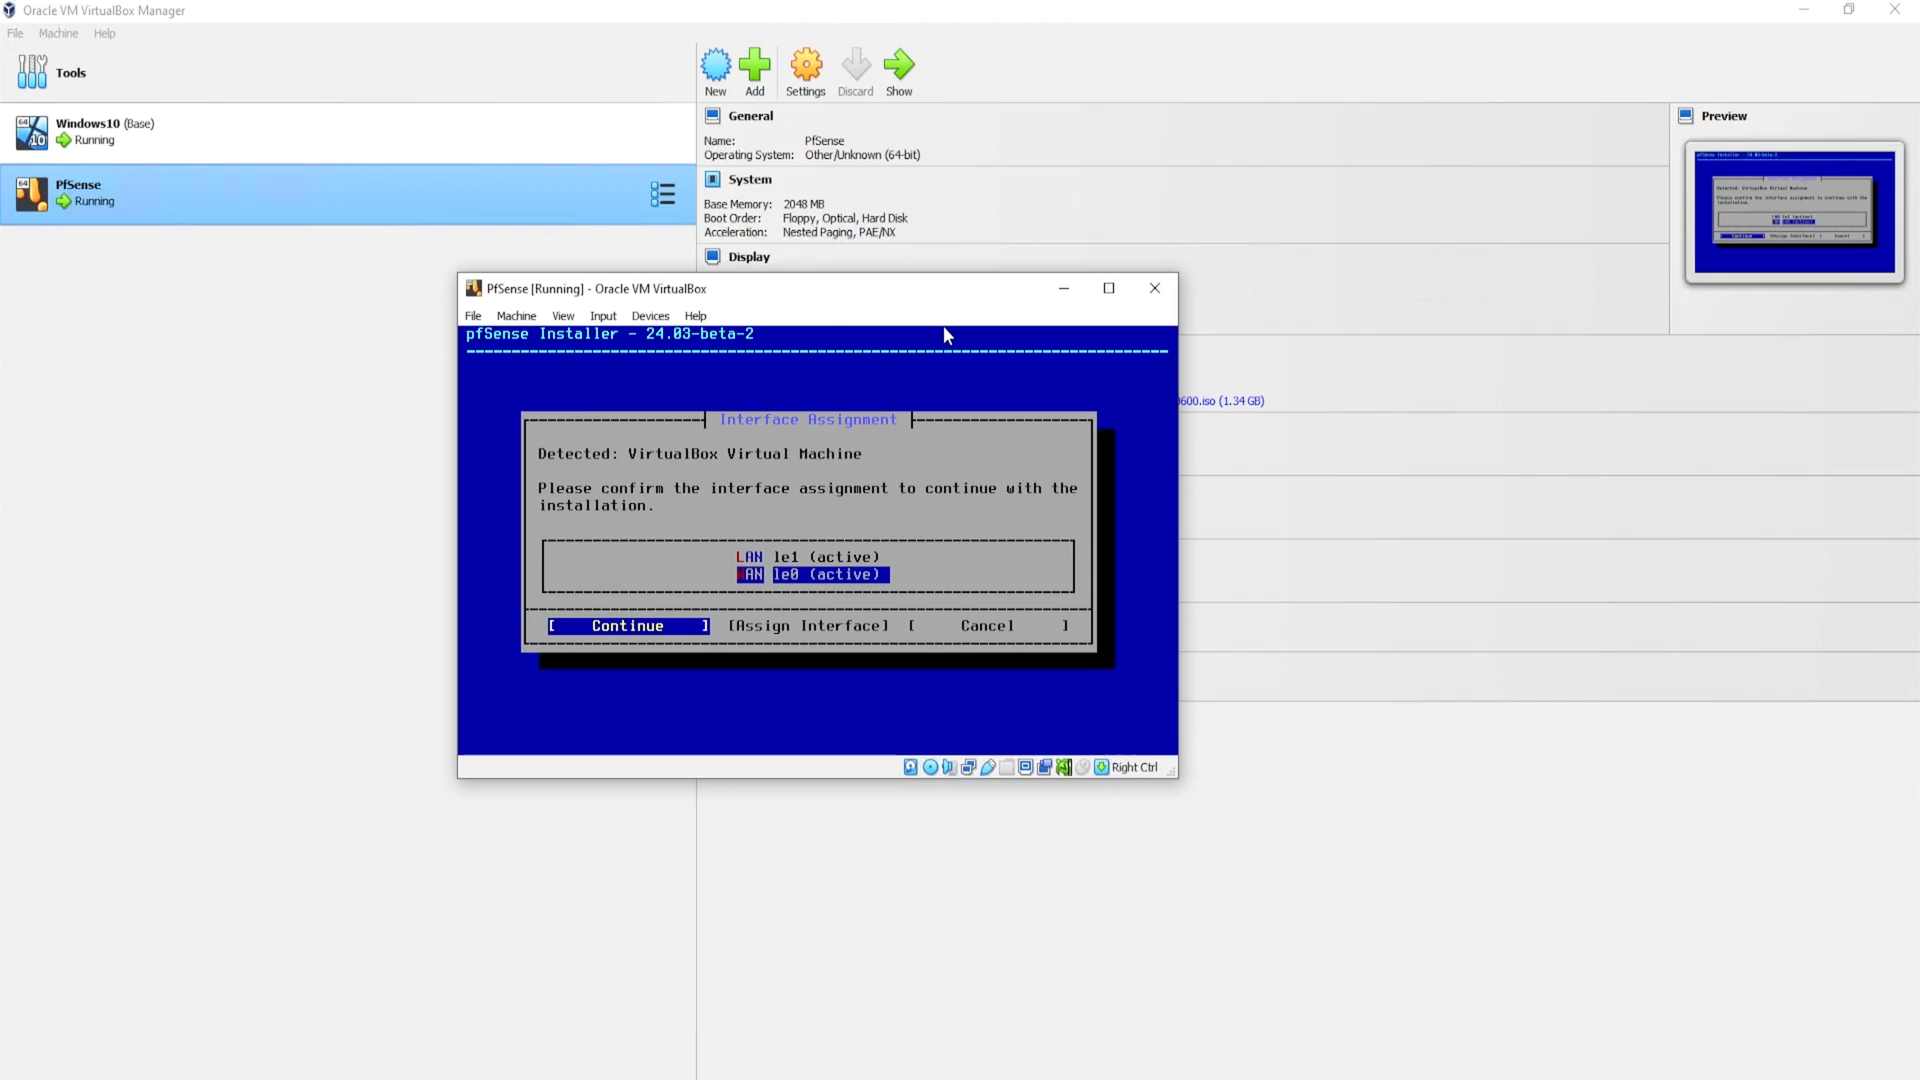 Oracle VM VirtualBox Manager
File Machine Help
Tools
New Add Settings Discard Show
Windows10 (Base)
Running
PfSense
Running
General
Name: PfSense
Operating System: Other/Unknown (64-bit)
System
Base Memory: 2048 MB
Boot Order: Floppy, Optical, Hard Disk
Acceleration: Nested Paging, PAE/NX
Display
Preview
0600.iso (1.34 GB)
PfSense [Running] - Oracle VM VirtualBox
File Machine View Input Devices Help
pfSense Installer - 24.03-beta-2
Interface Assignment
Detected: VirtualBox Virtual Machine
Please confirm the interface assignment to continue with the
installation.
LAN le1 (active)
WAN le0 (active)
[ Continue ] [Assign Interface] [ Cancel ]
Right Ctrl